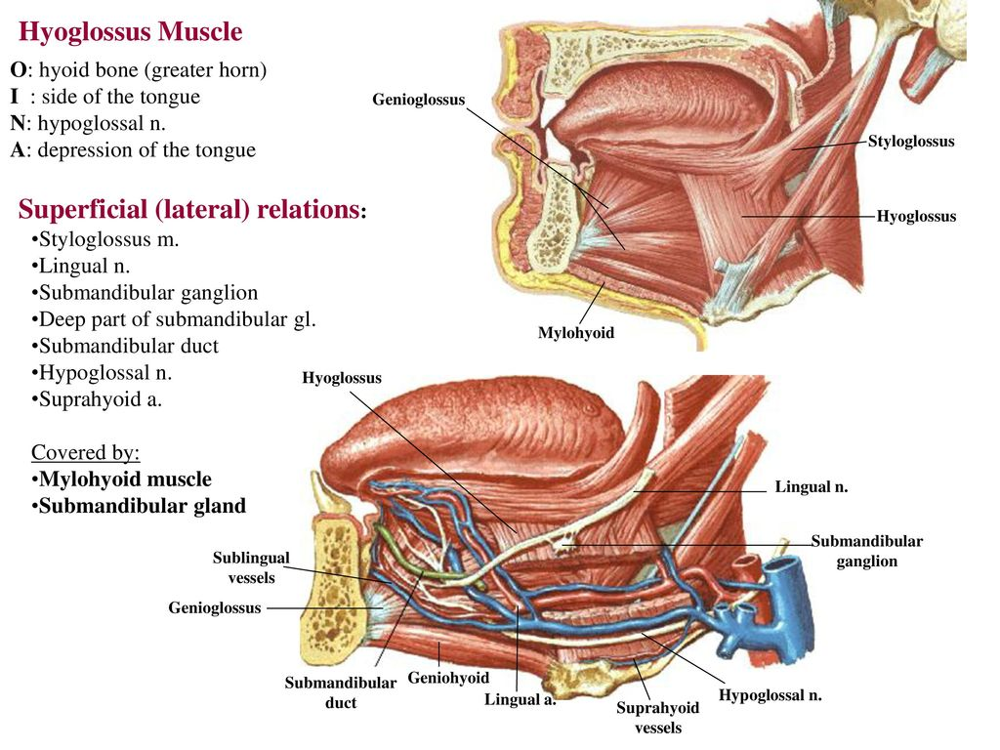 Hyoglossus Muscle
O: hyoid bone (greater horn)
I : side of the tongue
N: hypoglossal n.
A: depression of the tongue
Superficial (lateral) relations:
•Styloglossus m.
•Lingual n.
•Submandibular ganglion
•Deep part of submandibular gl.
•Submandibular duct
•Hypoglossal n.
•Suprahyoid a.
Covered by:
•Mylohyoid muscle
•Submandibular gland
Genioglossus
Styloglossus
Hyoglossus
Mylohyoid
Hyoglossus
Lingual n.
Submandibular
ganglion
Sublingual
vessels
Genioglossus
Submandibular
duct
Geniohyoid
Lingual a.
Suprahyoid
vessels
Hypoglossal n.